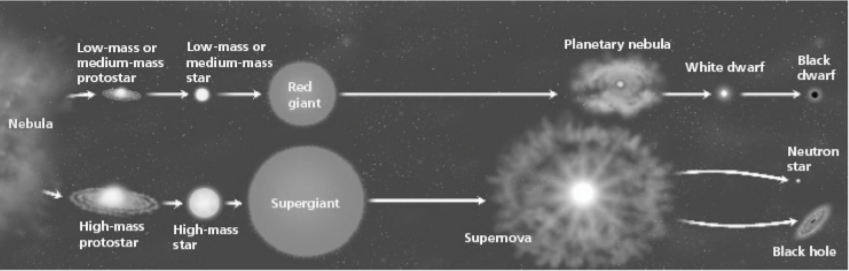 Low-mass or
medium-mass
protostar
Low-mass or
medium-mass
star
Red
giant
Planetary nebula
White dwarf
Black
dwarf
Nebula
High-mass
protostar
High-mass
star
Supergiant
Supernova
Neutron
star
Black hole